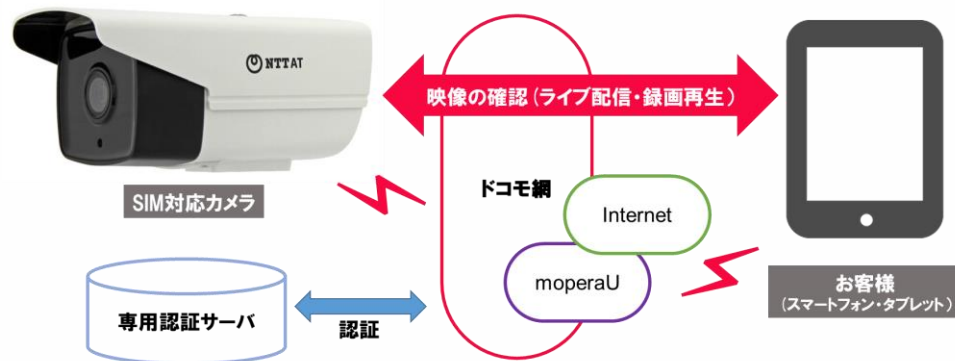 NTTAT
映像の確認(ライブ配信・録画再生)
SIM対応カメラ
ドコモ網
Internet
moperaU
お客様
(スマートフォン・タブレット)
専用認証サーバ
認証